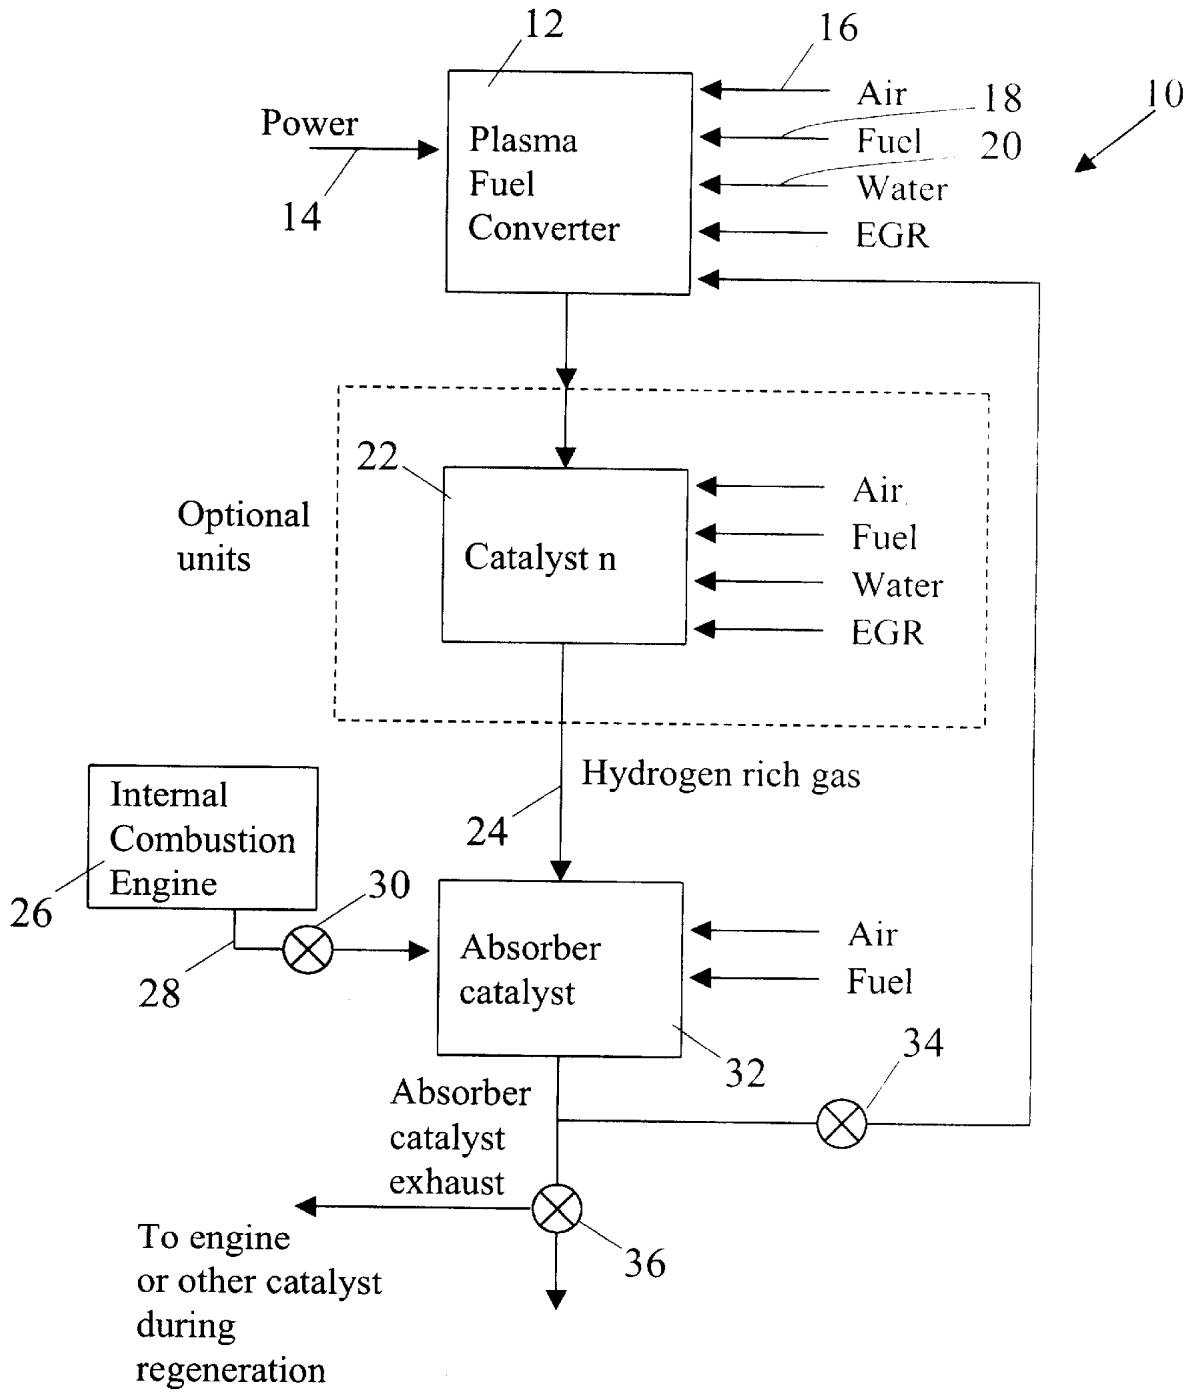 12
16
Air
10
18
Power
Fuel
Plasma
Fuel
Converter
20
14
Water
EGR
22
Air
Optional
units
Fuel
Catalyst n
Water
EGR
Hydrogen rich gas
24
Internal
Combustion
Engine
26
30
28
Absorber
catalyst
Air
Fuel
32
34
Absorber
catalyst
exhaust
36
To engine
or other catalyst
during
regeneration